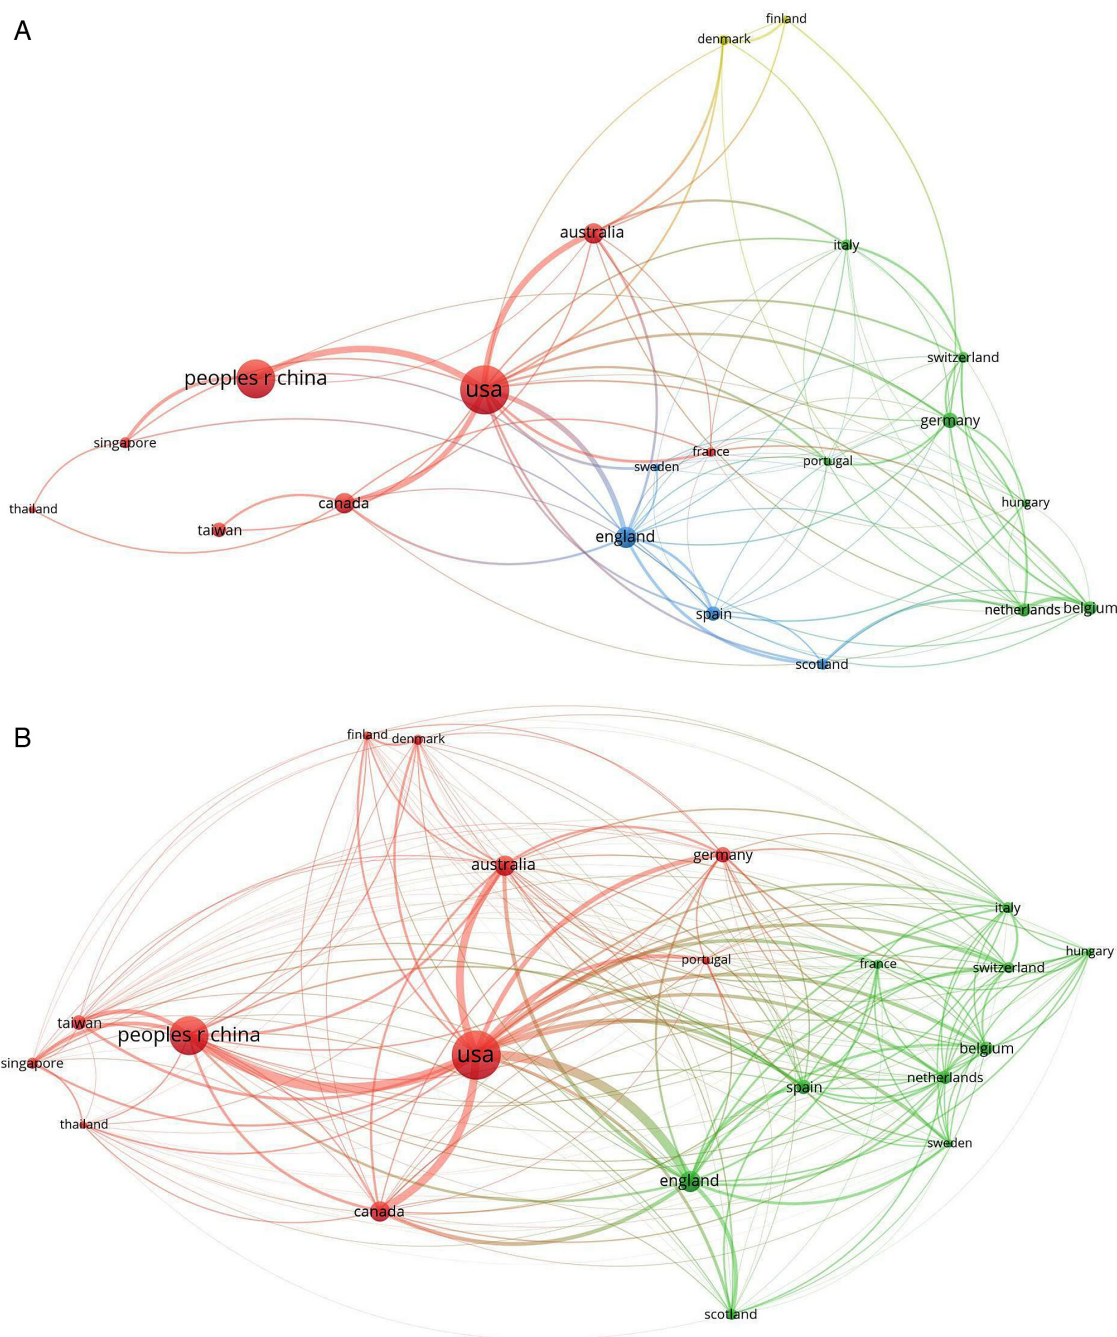 A
finland
denmark
australia
italy
switzerland
peoples r china
usa
germany
singapore
france
sweden
portugal
thailand
canada
hungary
taiwan
england
spain
netherlands
belgium
scotland
B
finland
denmark
germany
australia
italy
hungary
portugal
france
switzerland
taiwan
peoples r china
usa
belgium
singapore
netherlands
spain
thailand
sweden
england
canada
scotland